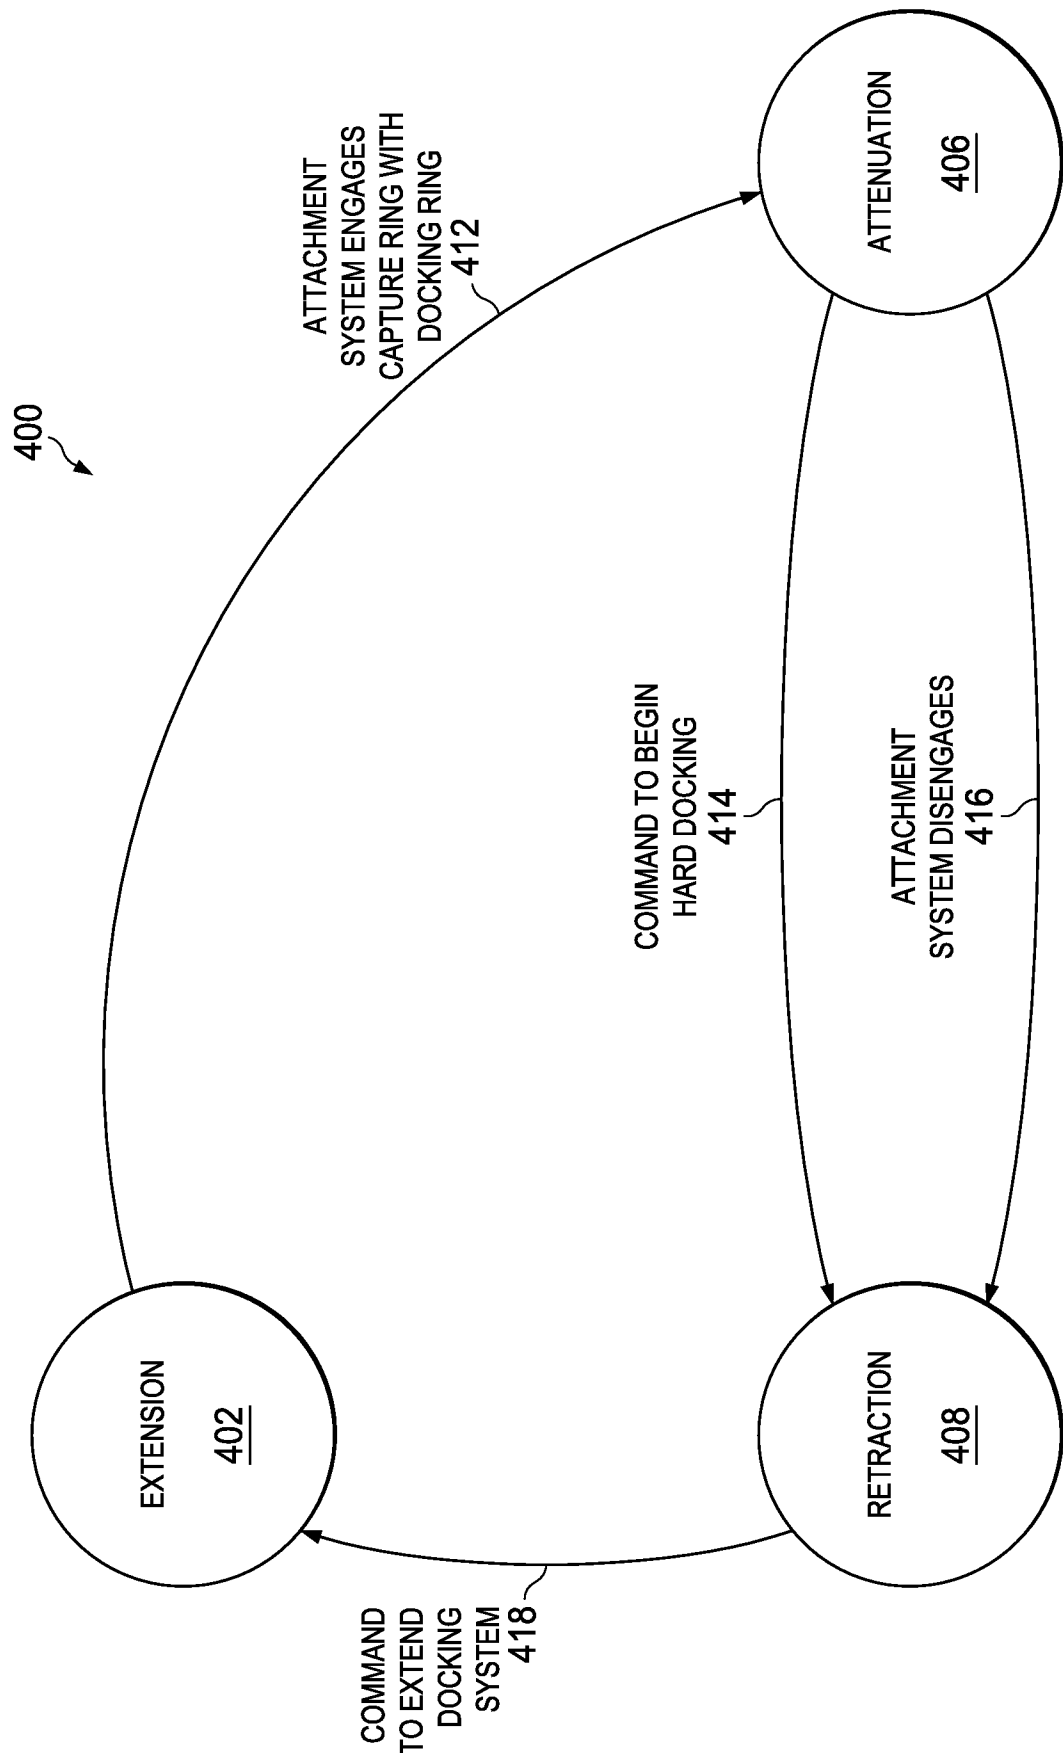 400
ATTACHMENT
SYSTEM ENGAGES
CAPTURE RING WITH
DOCKING RING
412
EXTENSION
402
ATTENUATION
406
COMMAND TO BEGIN
HARD DOCKING
414
ATTACHMENT
SYSTEM DISENGAGES
416
COMMAND
TO EXTEND
DOCKING
SYSTEM
418
RETRACTION
408